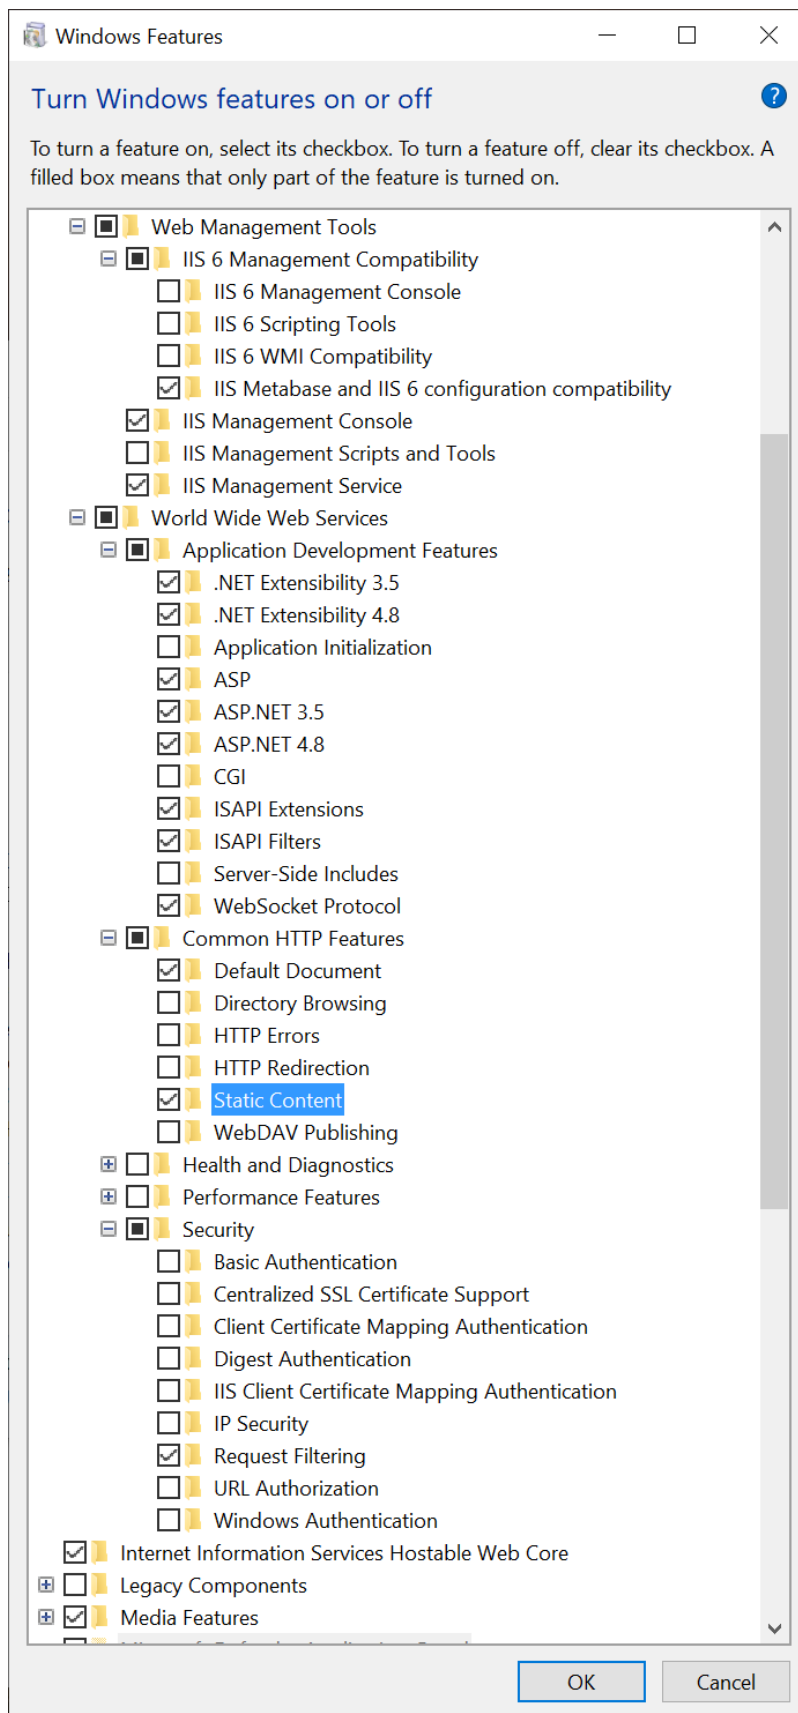 Windows Features
Turn Windows features on or off
To turn a feature on, select its checkbox. To turn a feature off, clear its checkbox. A
filled box means that only part of the feature is turned on.
Web Management Tools
IIS 6 Management Compatibility
IIS 6 Management Console
IIS 6 Scripting Tools
IIS 6 WMI Compatibility
IIS Metabase and IIS 6 configuration compatibility
IIS Management Console
IIS Management Scripts and Tools
IIS Management Service
World Wide Web Services
Application Development Features
.NET Extensibility 3.5
.NET Extensibility 4.8
Application Initialization
ASP
ASP.NET 3.5
ASP.NET 4.8
CGI
ISAPI Extensions
ISAPI Filters
Server-Side Includes
WebSocket Protocol
Common HTTP Features
Default Document
Directory Browsing
HTTP Errors
HTTP Redirection
Static Content
WebDAV Publishing
Health and Diagnostics
Performance Features
Security
Basic Authentication
Centralized SSL Certificate Support
Client Certificate Mapping Authentication
Digest Authentication
IIS Client Certificate Mapping Authentication
IP Security
Request Filtering
URL Authorization
Windows Authentication
Internet Information Services Hostable Web Core
Legacy Components
Media Features
OK Cancel